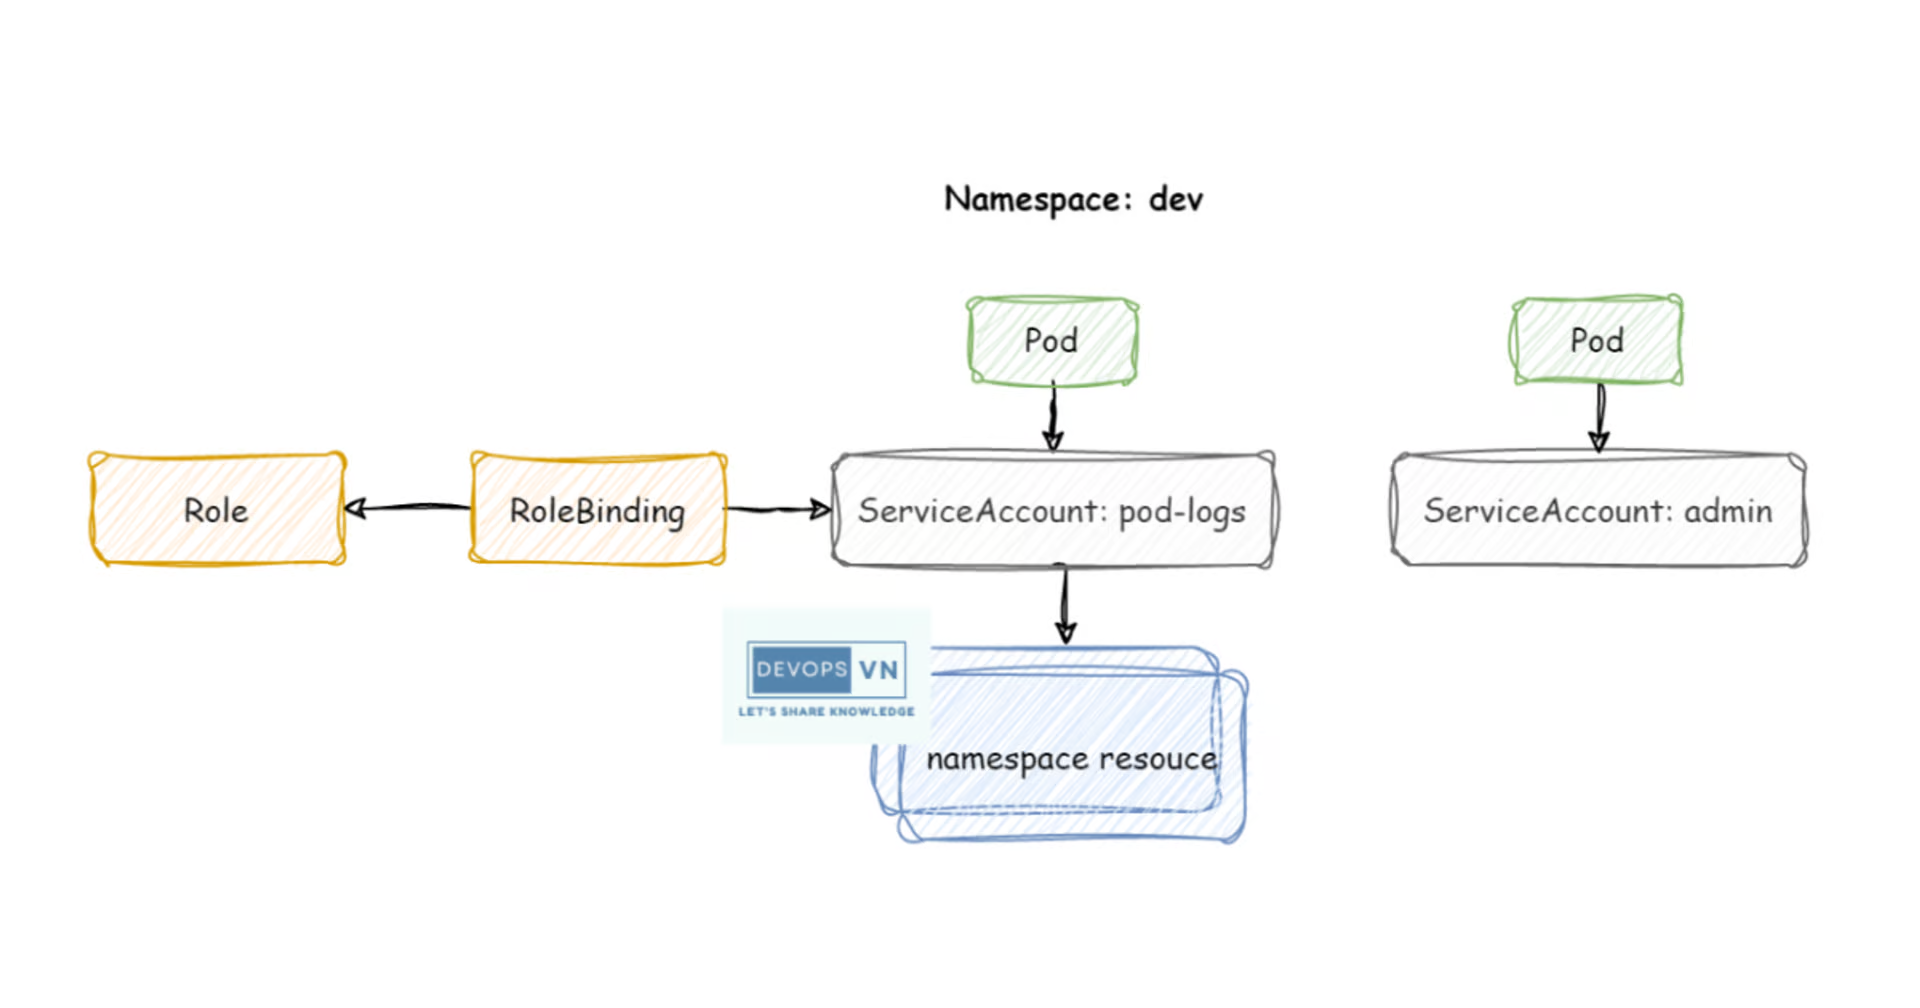 Namespace: dev
Pod
Pod
Role
RoleBinding
ServiceAccount: pod-logs
ServiceAccount: admin
DEVOPS VN
LET'S SHARE KNOWLEDGE
namespace resouce